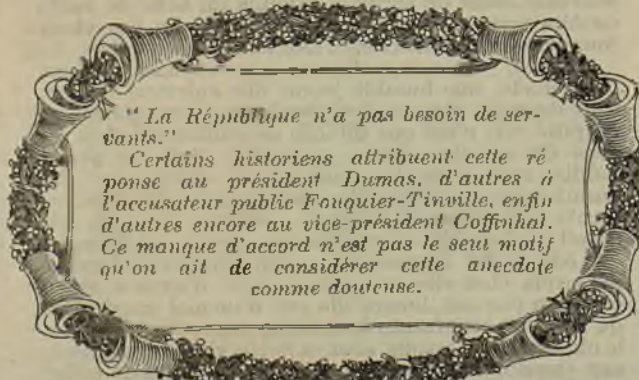 "La République n'a pas besoin de ser-
vants."
Certains historiens attribuent cette ré
ponse au président Dumas, d'autres à
l'accusateur public Fouquier-Tinville, enfin
d'autres encore au vice-président Coffinhal.
Ce manque d'accord n'est pas le seul motif
qu'on ait de considérer cette anecdote
comme douteuse.